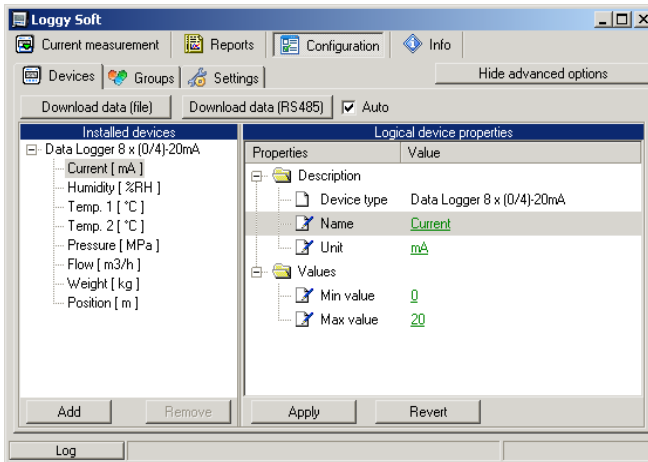 Loggy Soft
Current measurement Reports Configuration Info
Devices Groups Settings Hide advanced options
Download data (file) Download data (RS485) Auto
Installed devices Logical device properties
Data Logger 8 x (0/4)-20mA Properties Value
Current [ mA ] Description
Humidity [ %RH ] Device type Data Logger 8 x (0/4)-20mA
Temp. 1 [ °C ] Name Current
Temp. 2 [ °C ] Unit mA
Pressure [ MPa ] Values
Flow [ m3/h ] Min value 0
Weight [ kg ] Max value 20
Position [ m ]
Add Remove Apply Revert
Log